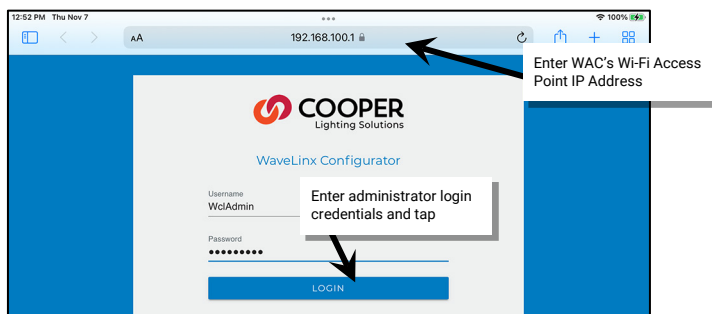 12:52 PM Thu Nov 7
100%
AA
192.168.100.1
Enter WAC's Wi-Fi Access
Point IP Address
COOPER
Lighting Solutions
WaveLinx Configurator
Username
WclAdmin
Enter administrator login
credentials and tap
Password
•••••••••
LOGIN